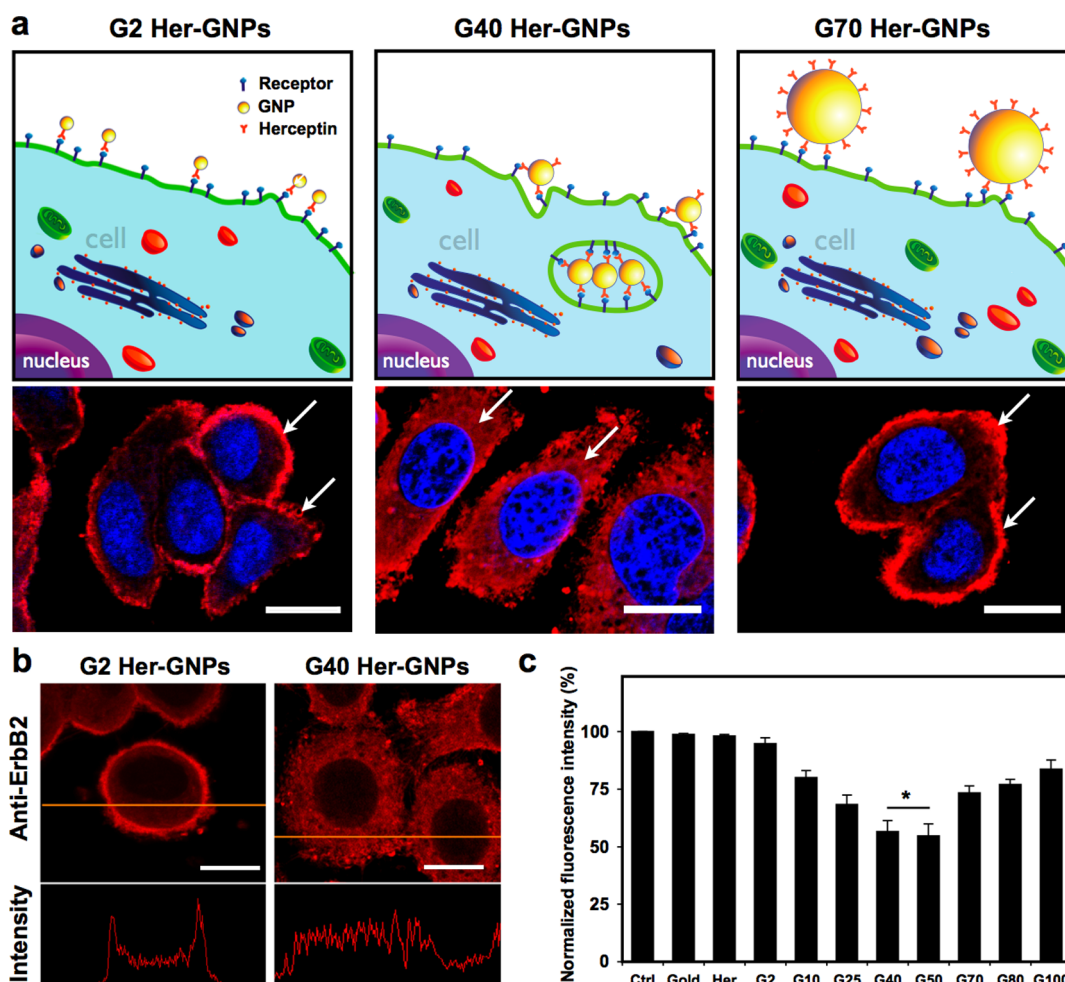 a
G2 Her-GNPs
G40 Her-GNPs
G70 Her-GNPs
Receptor
GNP
Herceptin
cell
nucleus
cell
cell
nucleus
b
G2 Her-GNPs
G40 Her-GNPs
Anti-ErbB2
Intensity
c
Normalized fluorescence intensity (%)
100
75
50
25
0
*
Ctrl Gold Her G2 G10 G25 G40 G50 G70 G80 G100